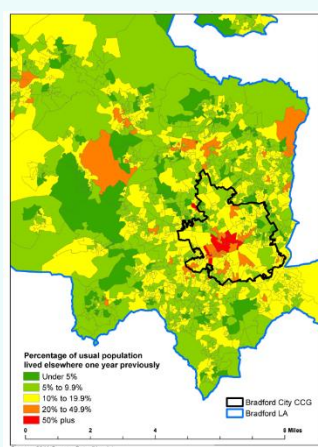 Percentage of usual population
lived elsewhere one year previously
Under 5%
5% to 9.9%
10% to 19.9%
20% to 49.9%
50% plus
Bradford City CCG
Bradford LA
0 2 4 8 Miles